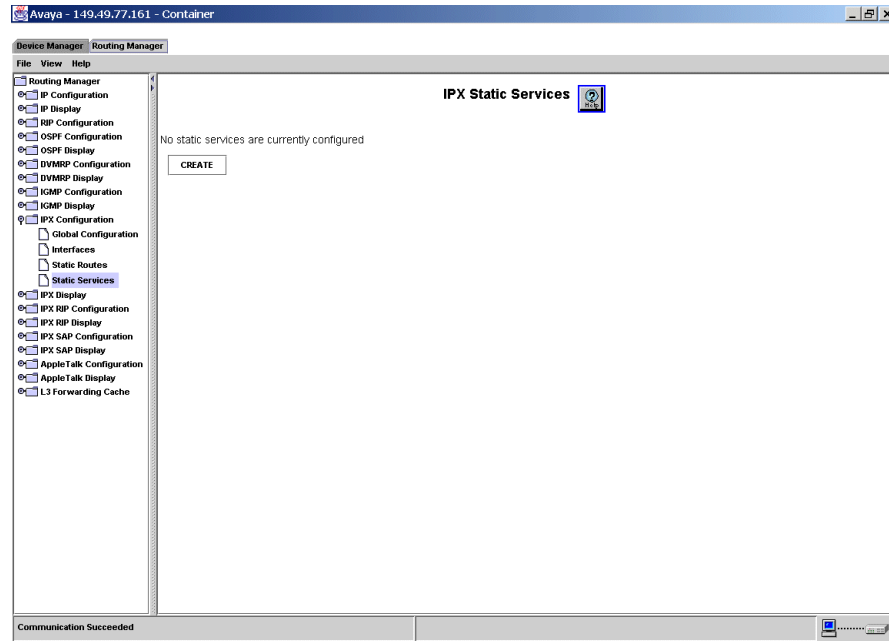 Avaya - 149.49.77.161 - Container
Device Manager Routing Manager
File View Help
Routing Manager
IP Configuration
IP Display
RIP Configuration
OSPF Configuration
OSPF Display
DVMRP Configuration
DVMRP Display
IGMP Configuration
IGMP Display
IPX Configuration
Global Configuration
Interfaces
Static Routes
Static Services
IPX Display
IPX RIP Configuration
IPX RIP Display
IPX SAP Configuration
IPX SAP Display
AppleTalk Configuration
AppleTalk Display
L3 Forwarding Cache
IPX Static Services
Help
No static services are currently configured
CREATE
Communication Succeeded